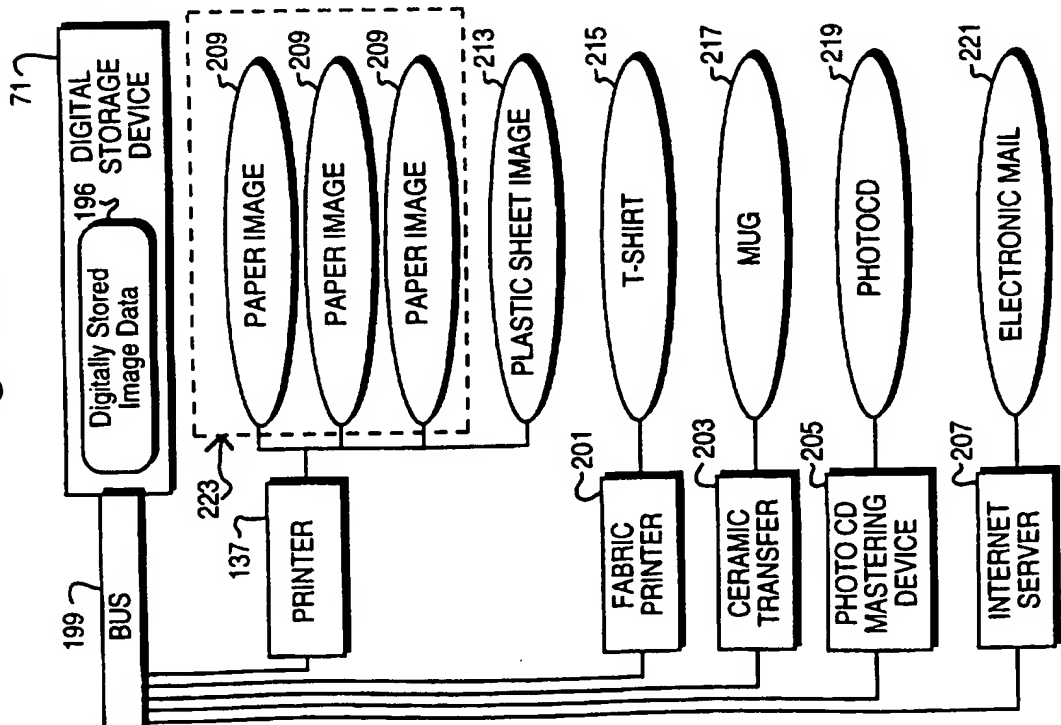 71
DIGITAL
STORAGE
DEVICE
196
Digitally Stored
Image Data
199
BUS
223
209
PAPER IMAGE
209
PAPER IMAGE
209
PAPER IMAGE
137
PRINTER
213
PLASTIC SHEET IMAGE
201
FABRIC
PRINTER
215
T-SHIRT
203
CERAMIC
TRANSFER
217
MUG
205
PHOTO CD
MASTERING
DEVICE
219
PHOTOCD
207
INTERNET
SERVER
221
ELECTRONIC MAIL